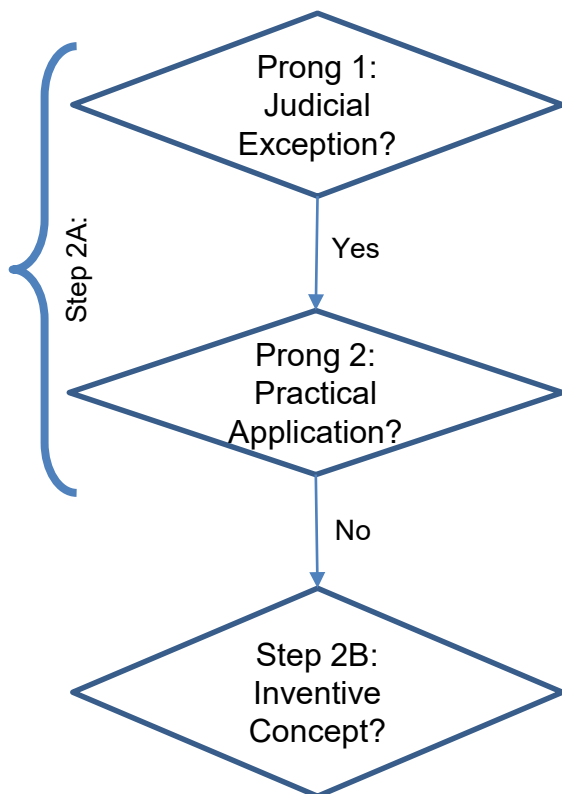 Prong 1:
Judicial
Exception?
Step 2A:
Yes
Prong 2:
Practical
Application?
No
Step 2B:
Inventive
Concept?